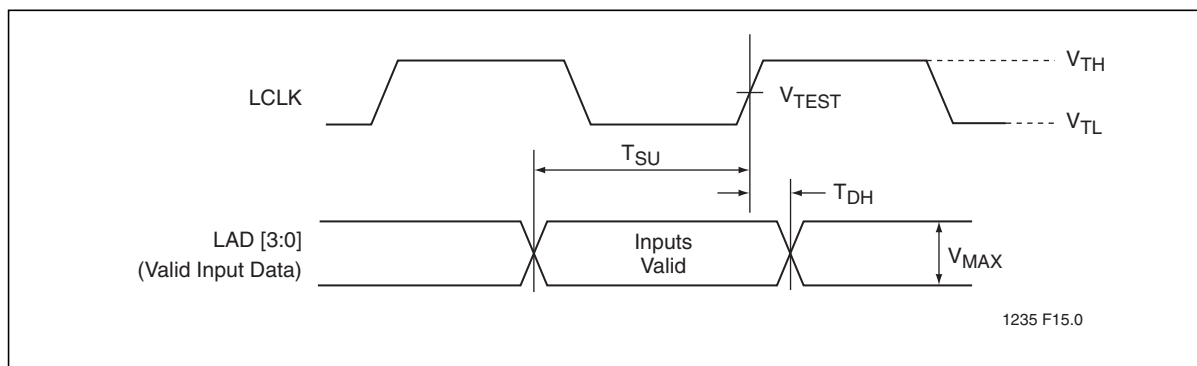 LCLK
V_TH
V_TEST
V_TL
T_SU
T_DH
LAD [3:0]
(Valid Input Data)
Inputs
Valid
V_MAX
1235 F15.0